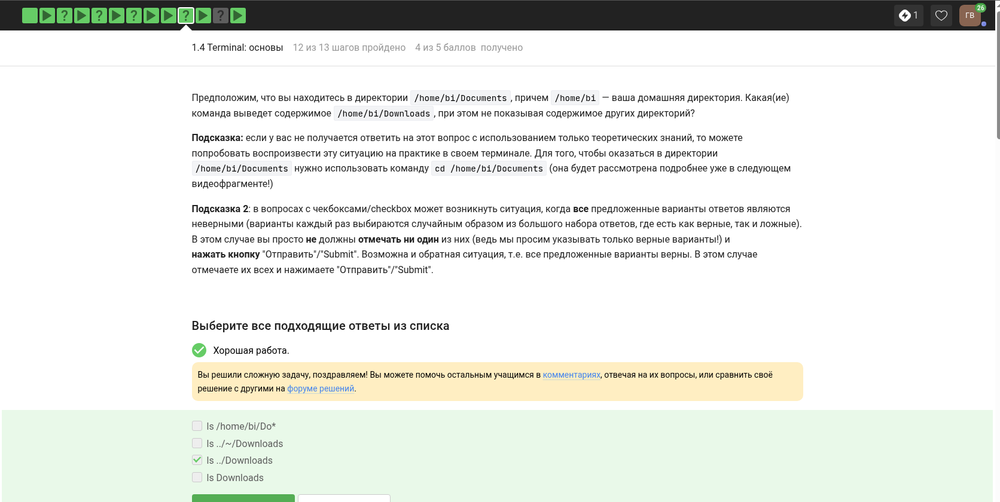 ? ? ? ? ?
1
ГВ
26
1.4 Terminal: основы 12 из 13 шагов пройдено 4 из 5 баллов получено
Предположим, что вы находитесь в директории /home/bi/Documents, причем /home/bi — ваша домашняя директория. Какая(ие)
команда выведет содержимое /home/bi/Downloads, при этом не показывая содержимое других директорий?
Подсказка: если у вас не получается ответить на этот вопрос с использованием только теоретических знаний, то можете
попробовать воспроизвести эту ситуацию на практике в своем терминале. Для того, чтобы оказаться в директории
/home/bi/Documents нужно использовать команду cd /home/bi/Documents (она будет рассмотрена подробнее уже в следующем
видеофрагменте!)
Подсказка 2: в вопросах с чекбоксами/checkbox может возникнуть ситуация, когда все предложенные варианты ответов являются
неверными (варианты каждый раз выбираются случайным образом из большого набора ответов, где есть как верные, так и ложные).
В этом случае вы просто не должны отмечать ни один из них (ведь мы просим указывать только верные варианты!) и
нажать кнопку "Отправить"/"Submit". Возможна и обратная ситуация, т.е. все предложенные варианты верны. В этом случае
отмечаете их всех и нажимаете "Отправить"/"Submit".
Выберите все подходящие ответы из списка
Хорошая работа.
Вы решили сложную задачу, поздравляем! Вы можете помочь остальным учащимся в комментариях, отвечая на их вопросы, или сравнить своё
решение с другими на форуме решений.
ls /home/bi/Do*
ls ../~/Downloads
ls ../Downloads
ls Downloads